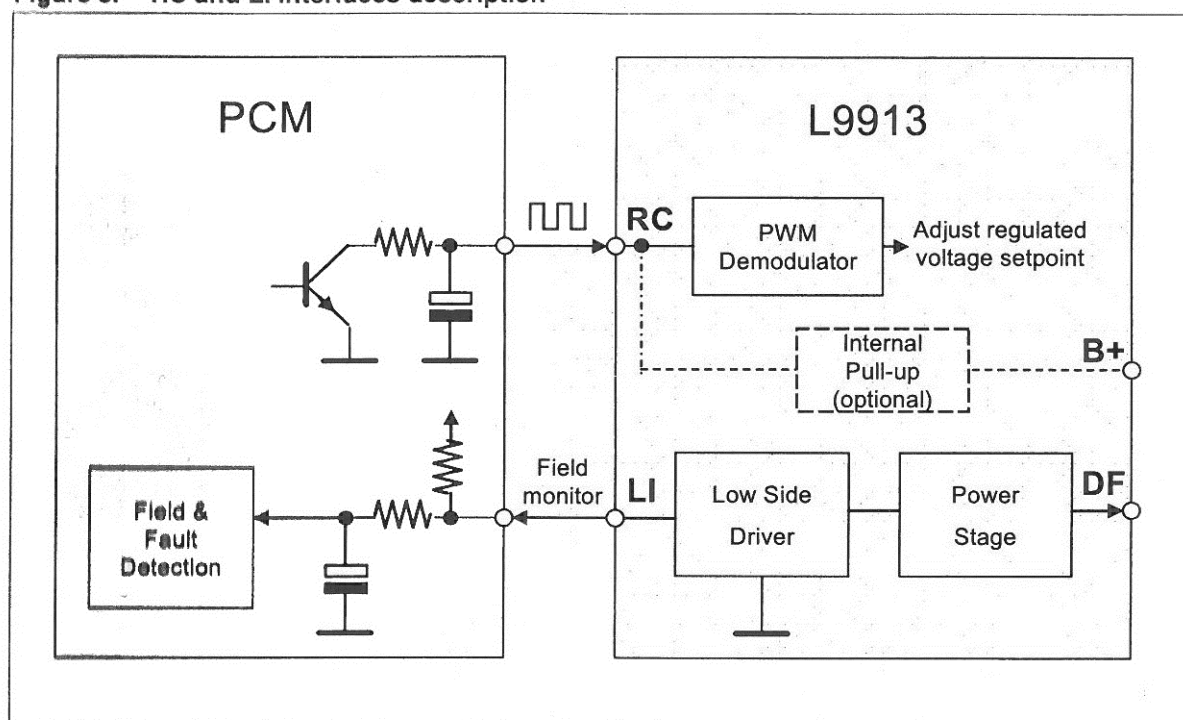 PCM
L9913
RC
PWM
Demodulator
Adjust regulated
voltage setpoint
Internal
Pull-up
(optional)
B+
Field
monitor
LI
Low Side
Driver
Power
Stage
DF
Field &
Fault
Detection